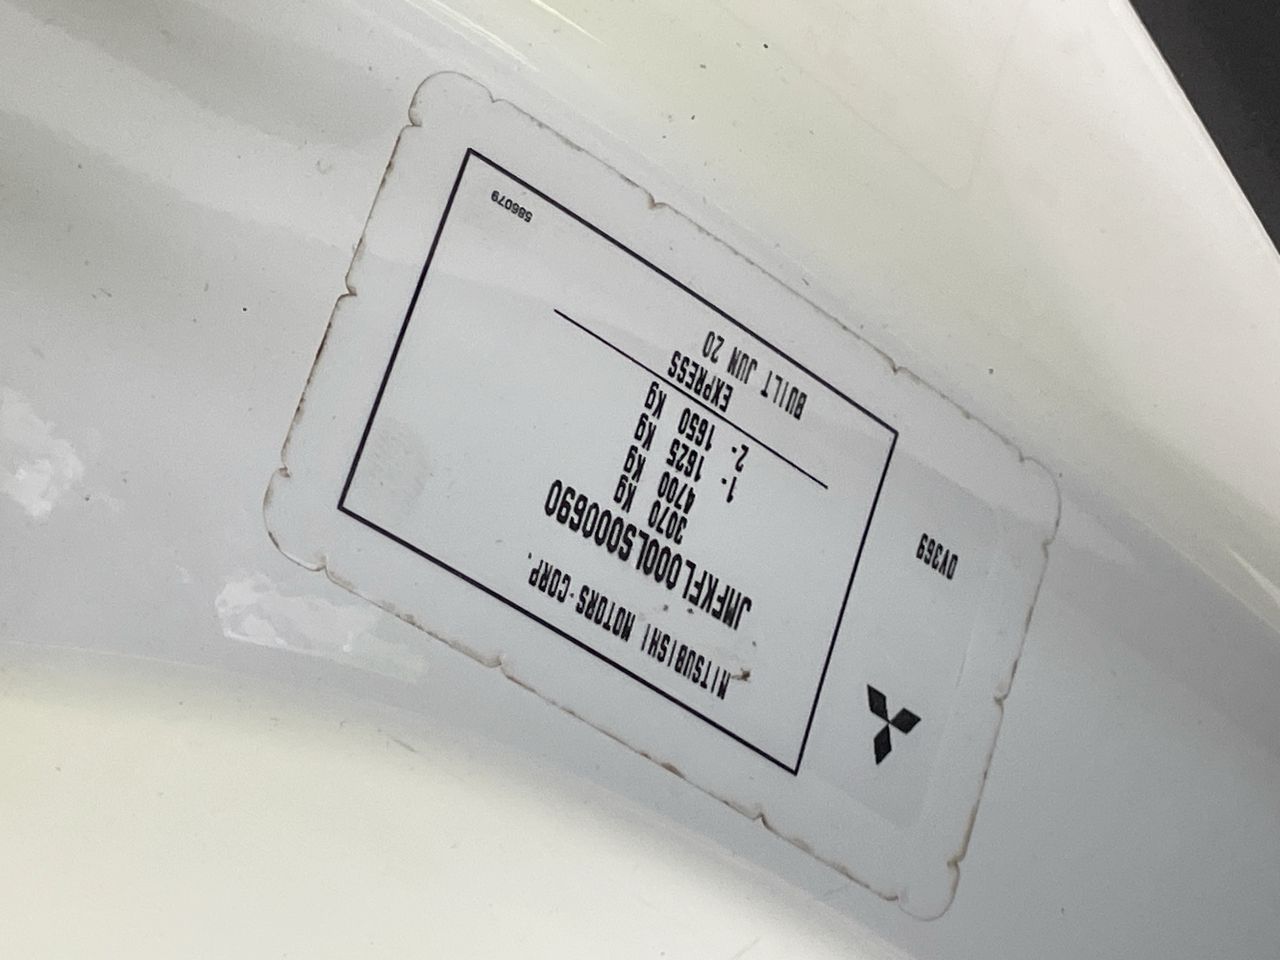 MITSUBISHI MOTORS CORP.
JMFKFL000LS000690
3070 KG
4700 KG
1- 1625 KG
2- 1650 KG
EXPRESS
BUILT JUN 20
586079
DV369